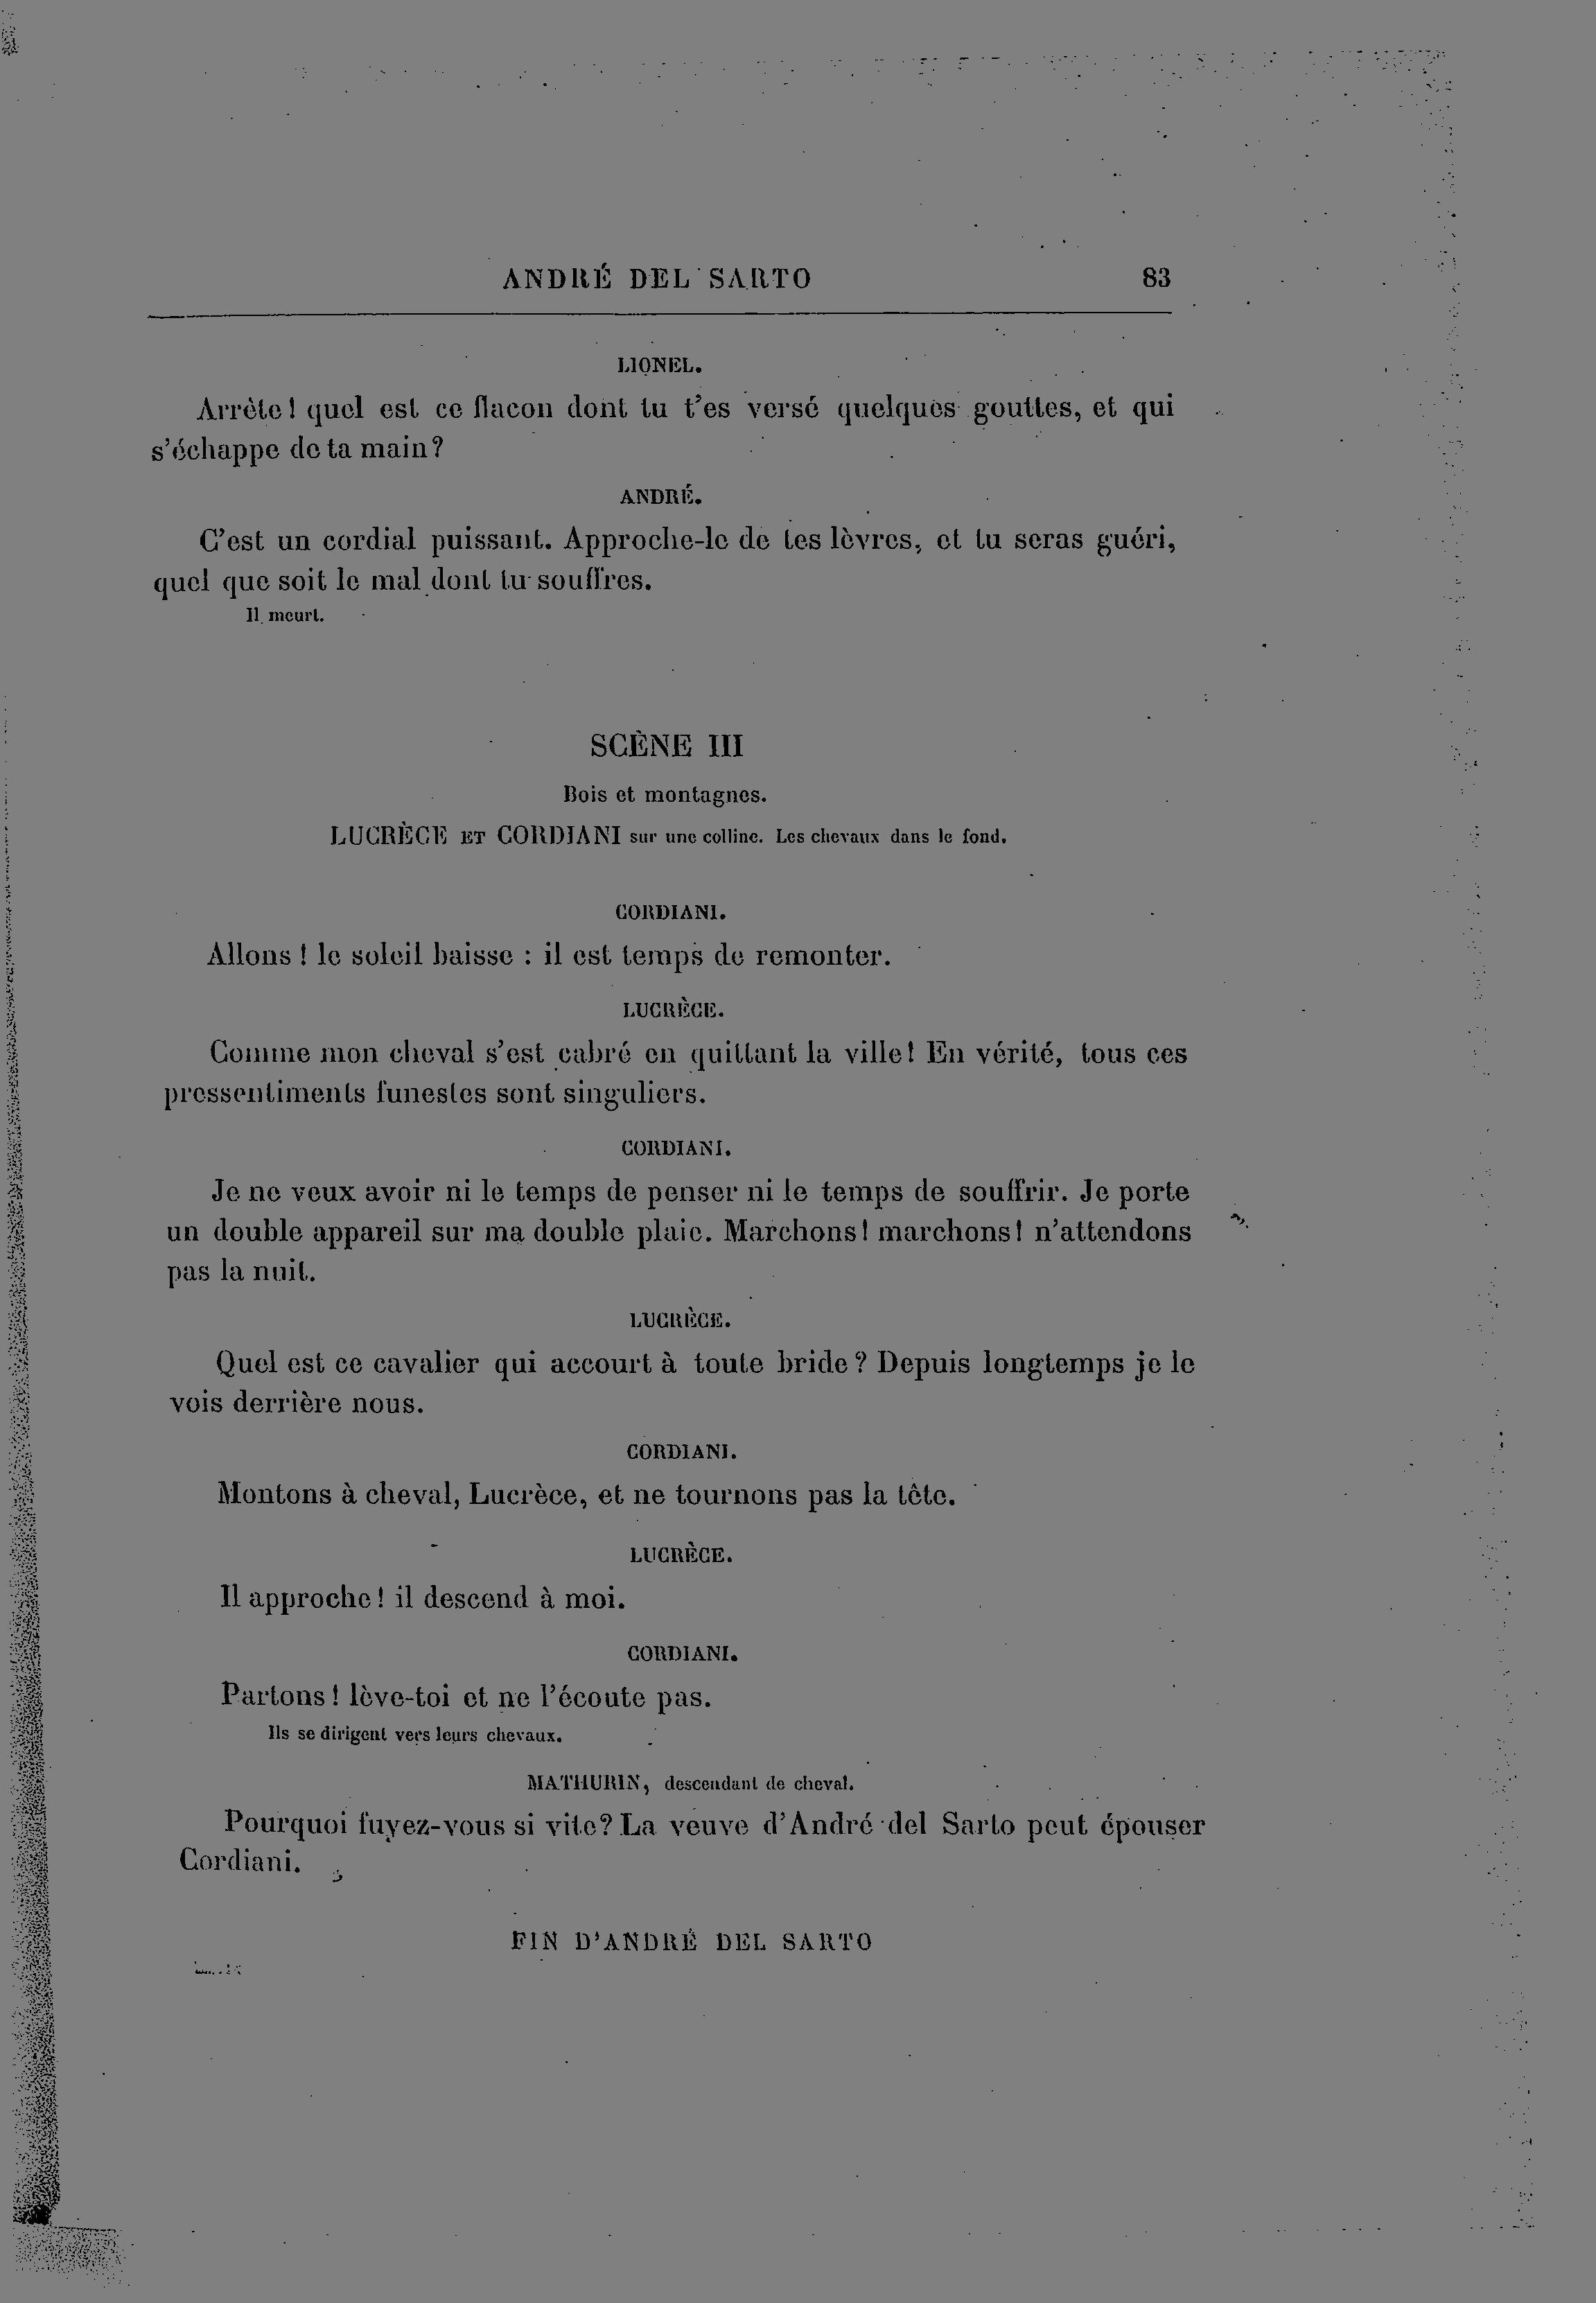 ANDRÉ DEL SARTO 83
LIONEL.
Arrête! quel est ce flacon dont tu t'es versé quelques gouttes, et qui
s'échappe de ta main?
ANDRÉ.
C'est un cordial puissant. Approche-le de tes lèvres, et tu seras guéri,
quel que soit le mal dont tu souffres.
Il meurt.
SCÈNE III
Bois et montagnes.
LUCRÈCE ET CORDIANI sur une colline. Les chevaux dans le fond.
CORDIANI.
Allons! le soleil baisse : il est temps de remonter.
LUCRÈCE.
Comme mon cheval s'est cabré en quittant la ville! En vérité, tous ces
pressentiments funestes sont singuliers.
CORDIANI.
Je ne veux avoir ni le temps de penser ni le temps de souffrir. Je porte
un double appareil sur ma double plaie. Marchons! marchons! n'attendons
pas la nuit.
LUCRÈCE.
Quel est ce cavalier qui accourt à toute bride? Depuis longtemps je le
vois derrière nous.
CORDIANI.
Montons à cheval, Lucrèce, et ne tournons pas la tête.
LUCRÈCE.
Il approche! il descend à moi.
CORDIANI.
Partons! lève-toi et ne l'écoute pas.
Ils se dirigent vers leurs chevaux.
MATHURIN, descendant de cheval.
Pourquoi fuyez-vous si vite? La veuve d'André del Sarto peut épouser
Cordiani.
FIN D'ANDRÉ DEL SARTO